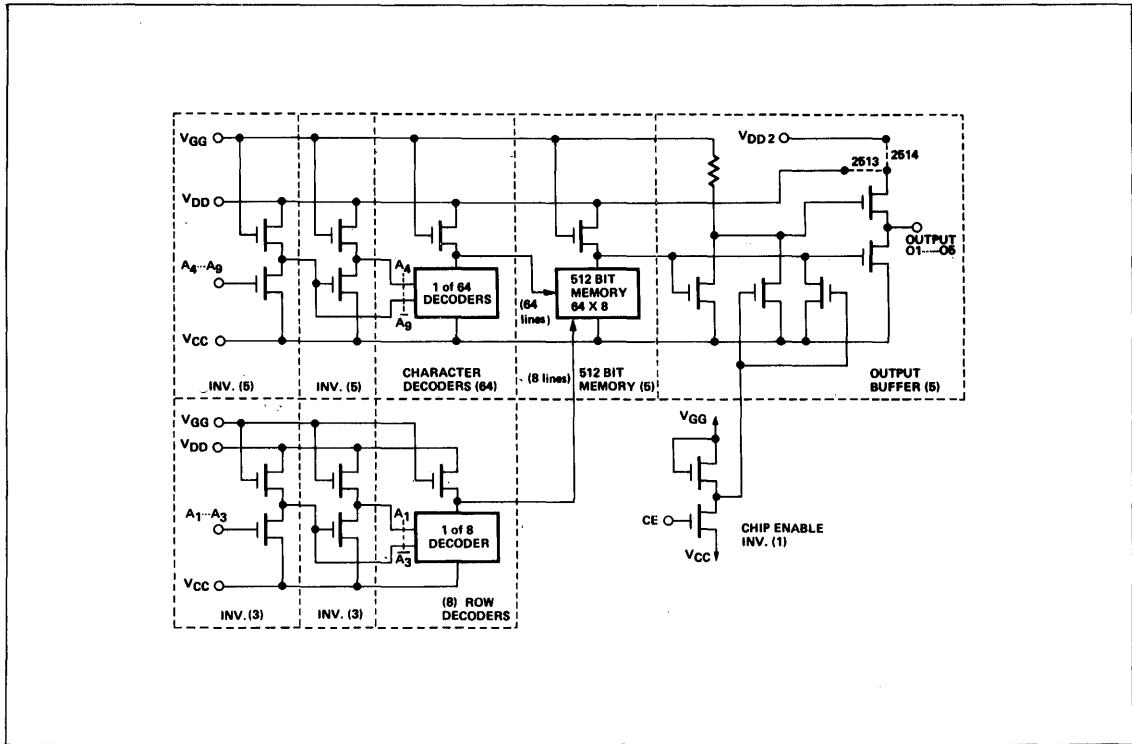 VGG
VDD
A4...A9
VCC
INV. (5)
INV. (5)
A4
A9
1 of 64
DECODERS
CHARACTER
DECODERS (64)
(64
lines)
512 BIT
MEMORY
64 X 8
(8 lines)
512 BIT
MEMORY (5)
VDD 2
2513
2514
OUTPUT
O1.....O5
OUTPUT
BUFFER (5)
VGG
VDD
A1...A3
VCC
INV. (3)
INV. (3)
A1
A3
1 of 8
DECODER
(8) ROW
DECODERS
VGG
CE
VCC
CHIP ENABLE
INV. (1)